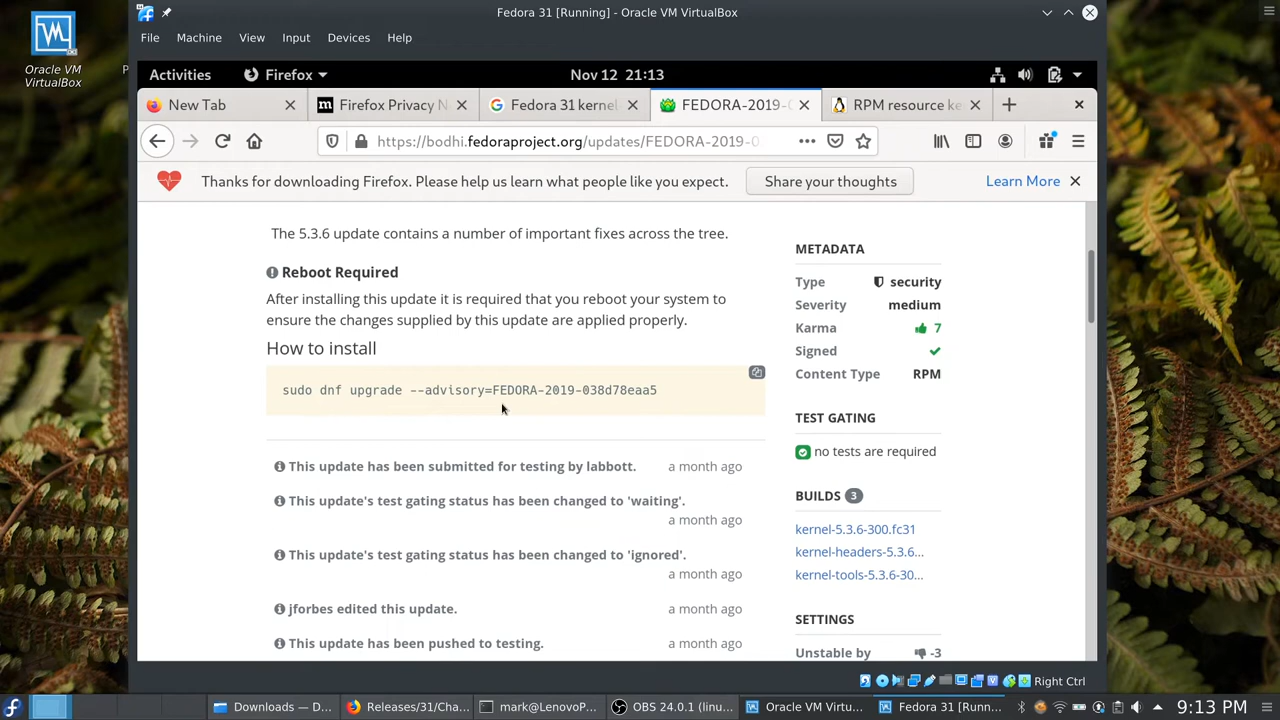 Fedora 31 [Running] - Oracle VM VirtualBox
File Machine View Input Devices Help
Activities Firefox Nov 12 21:13
New Tab
Firefox Privacy N
Fedora 31 kernel
FEDORA-2019-0
RPM resource ke
https://bodhi.fedoraproject.org/updates/FEDORA-2019-0
Thanks for downloading Firefox. Please help us learn what people like you expect.
Share your thoughts
Learn More
The 5.3.6 update contains a number of important fixes across the tree.
Reboot Required
After installing this update it is required that you reboot your system to
ensure the changes supplied by this update are applied properly.
How to install
sudo dnf upgrade --advisory=FEDORA-2019-038d78eaa5
This update has been submitted for testing by labbott. a month ago
This update's test gating status has been changed to 'waiting'.
a month ago
This update's test gating status has been changed to 'ignored'.
a month ago
jforbes edited this update. a month ago
This update has been pushed to testing. a month ago
METADATA
Type security
Severity medium
Karma 7
Signed
Content Type RPM
TEST GATING
no tests are required
BUILDS 3
kernel-5.3.6-300.fc31
kernel-headers-5.3.6...
kernel-tools-5.3.6-30...
SETTINGS
Unstable by -3
Right Ctrl
Oracle VM
VirtualBox
P
Downloads — D...
Releases/31/Cha...
mark@LenovoP...
OBS 24.0.1 (linu...
Oracle VM Virtu...
Fedora 31 [Runn...
9:13 PM